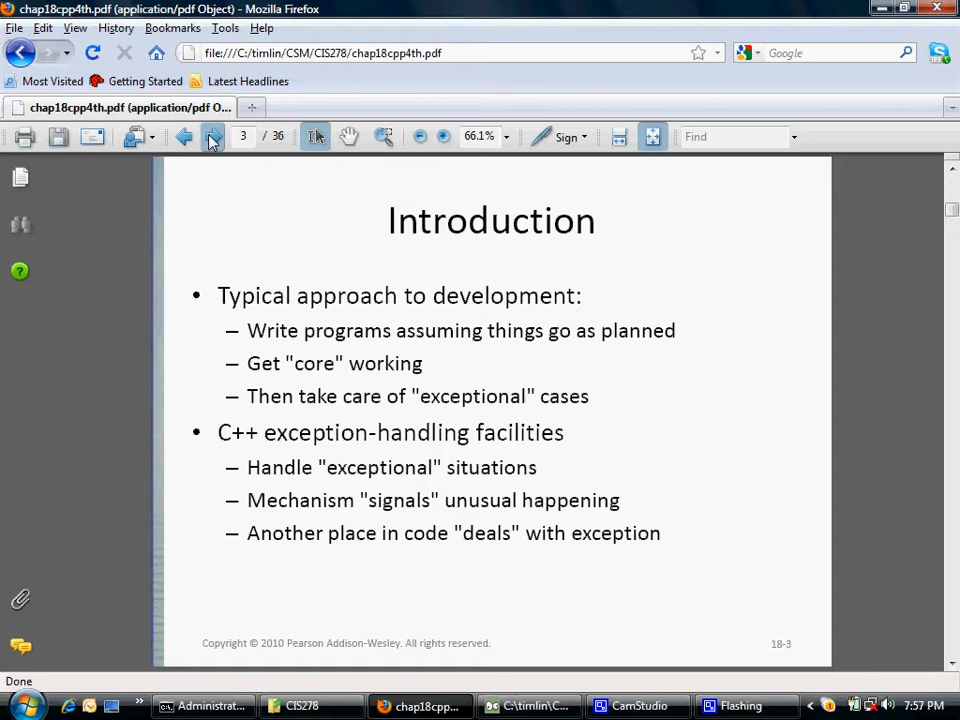 chap18cpp4th.pdf (application/pdf Object) - Mozilla Firefox
File Edit View History Bookmarks Tools Help
file:///C:/timlin/CSM/CIS278/chap18cpp4th.pdf
Google
Most Visited Getting Started Latest Headlines
chap18cpp4th.pdf (application/pdf O...
3 / 36 66.1% Sign Find
Introduction
• Typical approach to development:
– Write programs assuming things go as planned
– Get "core" working
– Then take care of "exceptional" cases
• C++ exception-handling facilities
– Handle "exceptional" situations
– Mechanism "signals" unusual happening
– Another place in code "deals" with exception
Copyright © 2010 Pearson Addison-Wesley. All rights reserved.
18-3
Done
Administrat... CIS278 chap18cpp... C:\timlin\C... CamStudio Flashing 7:57 PM